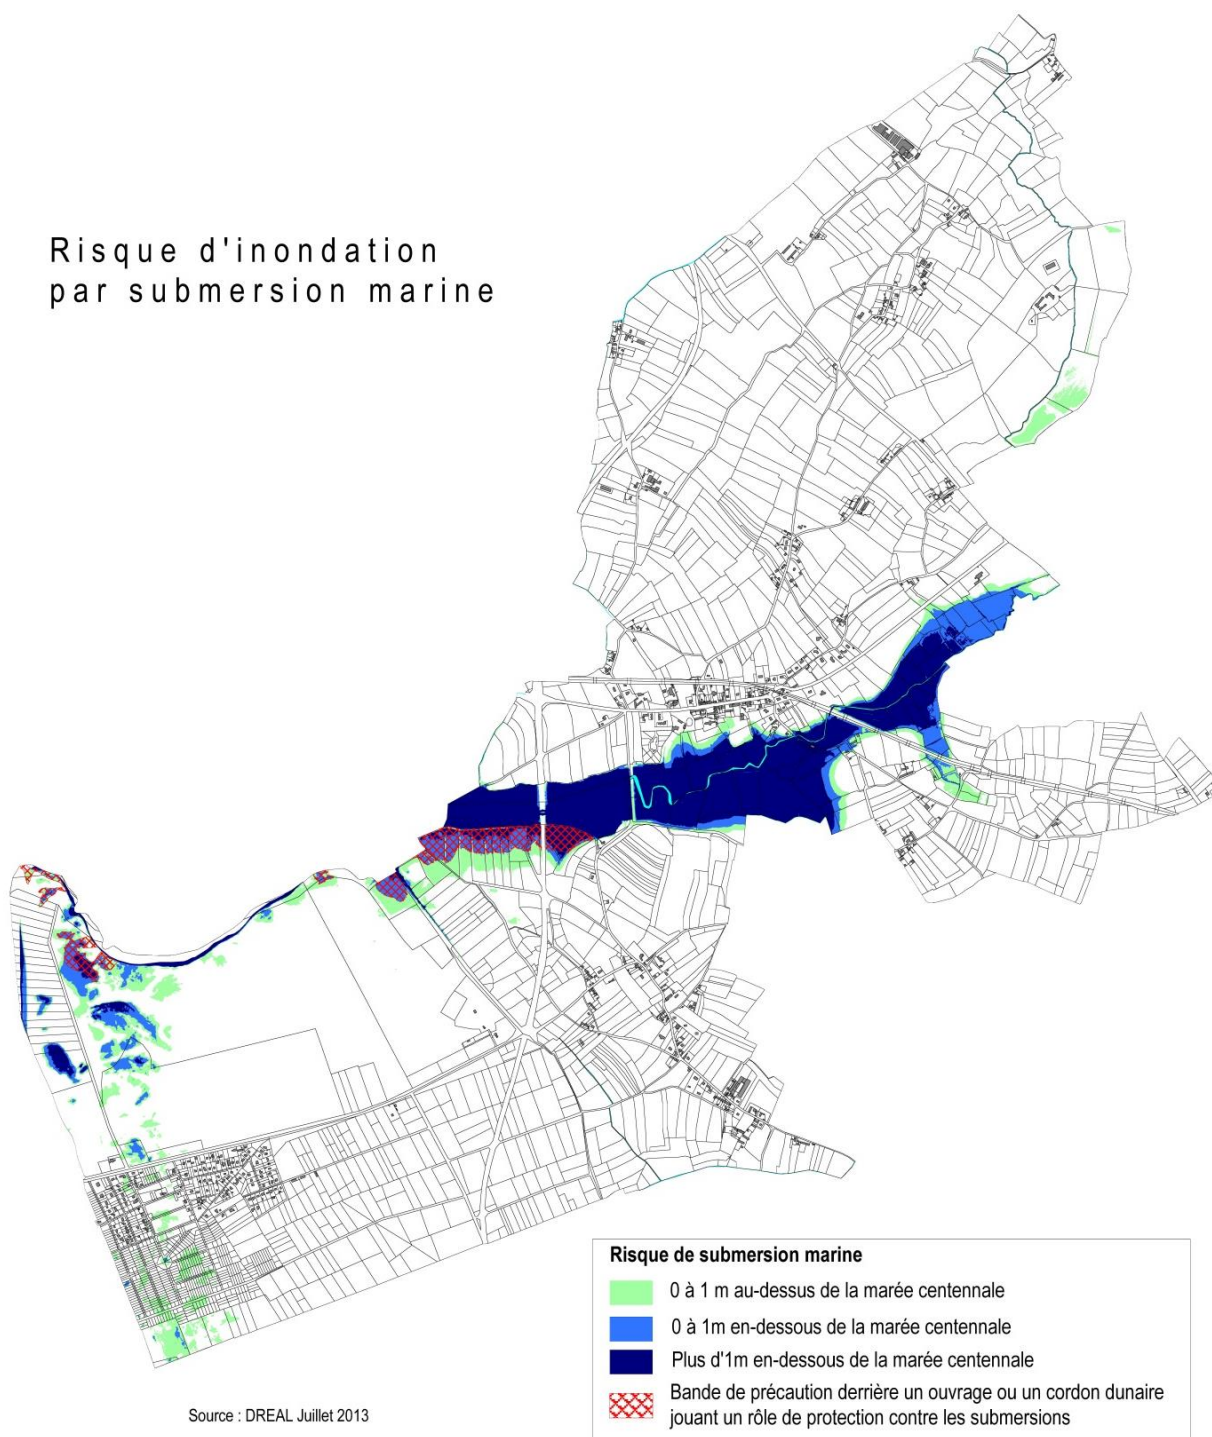 Risque d'inondation
par submersion marine
Risque de submersion marine
0 à 1 m au-dessus de la marée centennale
0 à 1m en-dessous de la marée centennale
Plus d'1m en-dessous de la marée centennale
Bande de précaution derrière un ouvrage ou un cordon dunaire
jouant un rôle de protection contre les submersions
Source : DREAL Juillet 2013